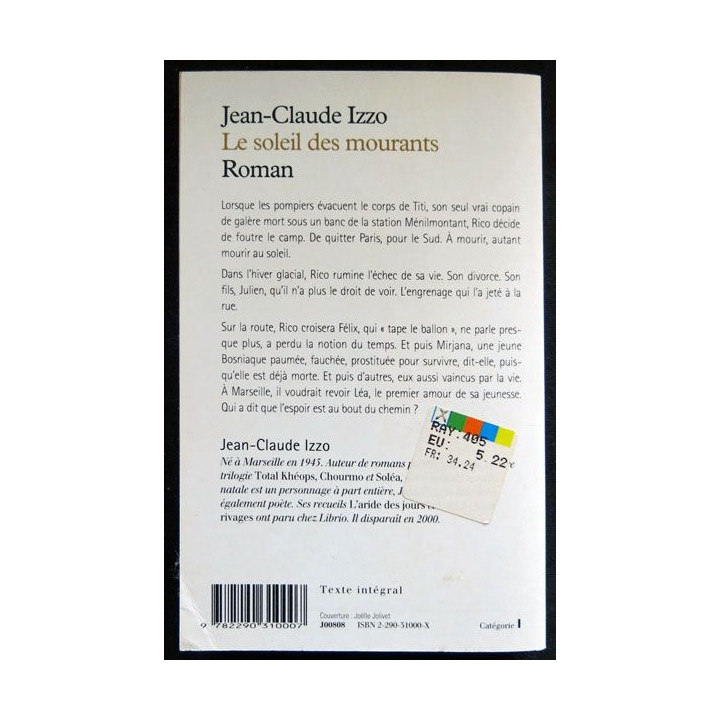 Jean-Claude Izzo
Le soleil des mourants
Roman
Lorsque les pompiers évacuent le corps de Titi, son seul vrai copain
de galère mort sous un banc de la station Ménilmontant, Rico décide
de foutre le camp. De quitter Paris, pour le Sud. À mourir, autant
mourir au soleil.
Dans l'hiver glacial, Rico rumine l'échec de sa vie. Son divorce. Son
fils, Julien, qu'il n'a plus le droit de voir. L'engrenage qui l'a jeté à la
rue.
Sur la route, Rico croisera Félix, qui « tape le ballon », ne parle pres-
que plus, a perdu la notion du temps. Et puis Mirjana, une jeune
Bosniaque paumée, fauchée, prostituée pour survivre, dit-elle, puis-
qu'elle est déjà morte. Et puis d'autres, eux aussi vaincus par la vie.
À Marseille, il voudrait revoir Léa, le premier amour de sa jeunesse.
Qui a dit que l'espoir est au bout du chemin ?
X
RAY: 405
EU: 5.22€
FR: 34.24
Jean-Claude Izzo
Né à Marseille en 1945. Auteur de romans
trilogie Total Khéops, Chourmo et Soléa,
natale est un personnage à part entière,
également poète. Ses recueils L'aride des jours
rivages ont paru chez Librio. Il disparaît en 2000.
Texte intégral
Couverture : Joëlle Jolivet
9 782290 310007
J00808 ISBN 2-290-31000-X
Catégorie 1